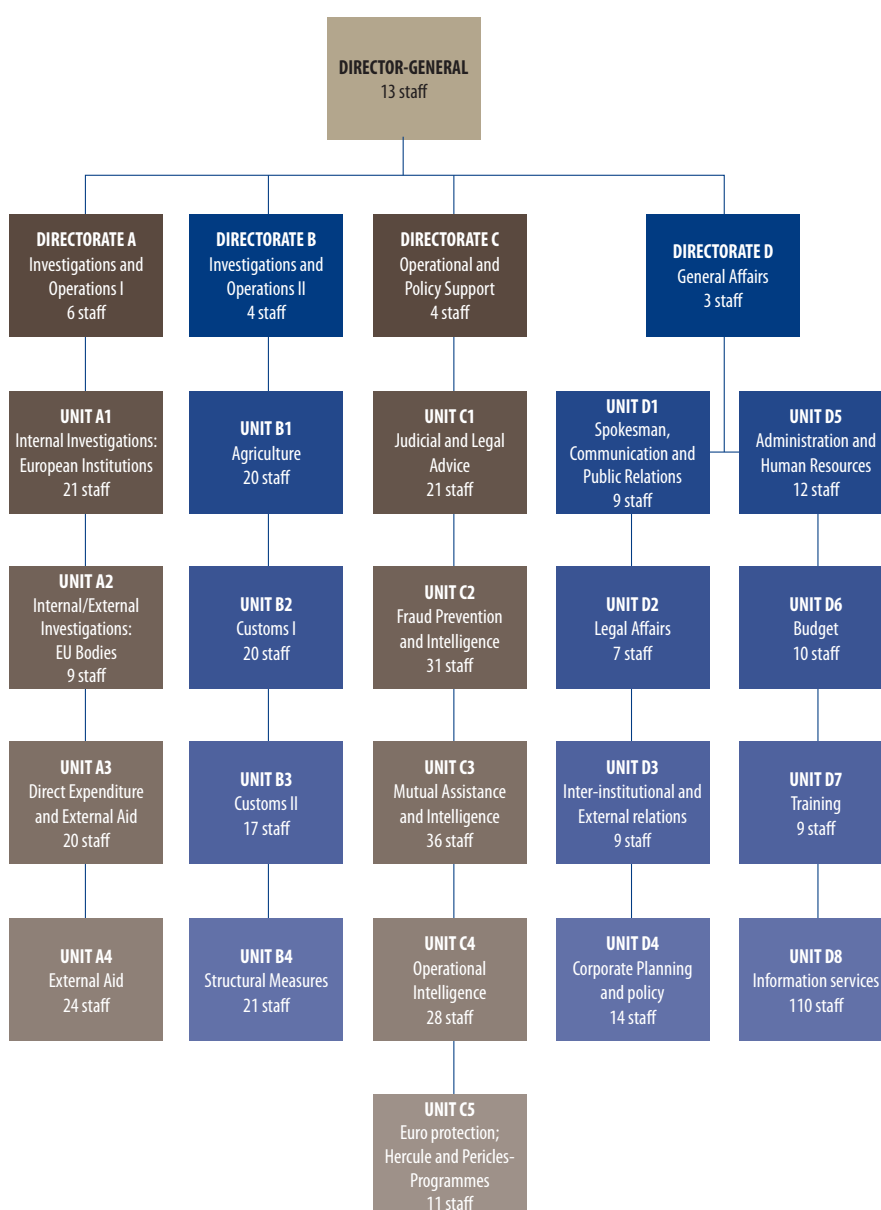 DIRECTOR-GENERAL
13 staff
DIRECTORATE A
Investigations and
Operations I
6 staff
DIRECTORATE B
Investigations and
Operations II
4 staff
DIRECTORATE C
Operational and
Policy Support
4 staff
DIRECTORATE D
General Affairs
3 staff
UNIT A1
Internal Investigations:
European Institutions
21 staff
UNIT B1
Agriculture
20 staff
UNIT C1
Judicial and Legal
Advice
21 staff
UNIT D1
Spokesman,
Communication and
Public Relations
9 staff
UNIT D5
Administration and
Human Resources
12 staff
UNIT A2
Internal/External
Investigations:
EU Bodies
9 staff
UNIT B2
Customs I
20 staff
UNIT C2
Fraud Prevention
and Intelligence
31 staff
UNIT D2
Legal Affairs
7 staff
UNIT D6
Budget
10 staff
UNIT A3
Direct Expenditure
and External Aid
20 staff
UNIT B3
Customs II
17 staff
UNIT C3
Mutual Assistance
and Intelligence
36 staff
UNIT D3
Inter-institutional and
External relations
9 staff
UNIT D7
Training
9 staff
UNIT A4
External Aid
24 staff
UNIT B4
Structural Measures
21 staff
UNIT C4
Operational
Intelligence
28 staff
UNIT D4
Corporate Planning
and policy
14 staff
UNIT D8
Information services
110 staff
UNIT C5
Euro protection;
Hercule and Pericles-
Programmes
11 staff